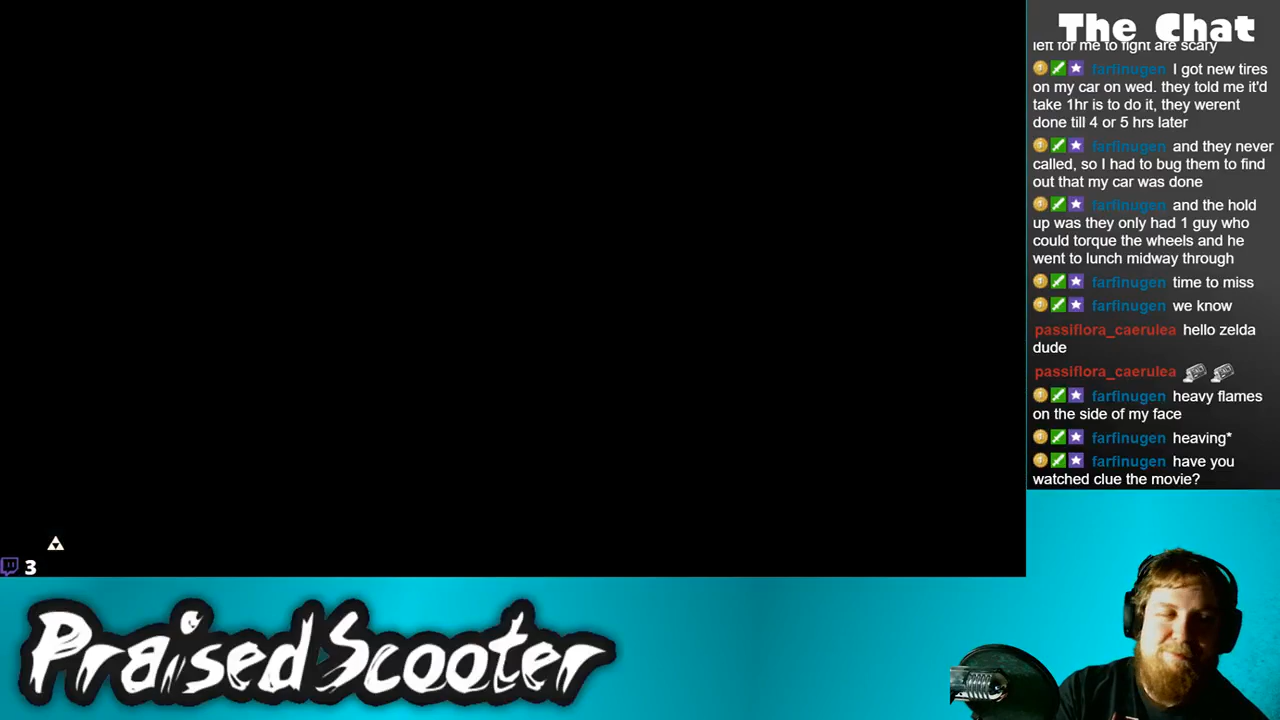 The Chat
left for me to fight are scary
farfinugen I got new tires
on my car on wed. they told me it'd
take 1hr is to do it, they werent
done till 4 or 5 hrs later
farfinugen and they never
called, so I had to bug them to find
out that my car was done
farfinugen and the hold
up was they only had 1 guy who
could torque the wheels and he
went to lunch midway through
farfinugen time to miss
farfinugen we know
passiflora_caerulea hello zelda
dude
passiflora_caerulea
farfinugen heavy flames
on the side of my face
farfinugen heaving*
farfinugen have you
watched clue the movie?
3
PraisedScooter